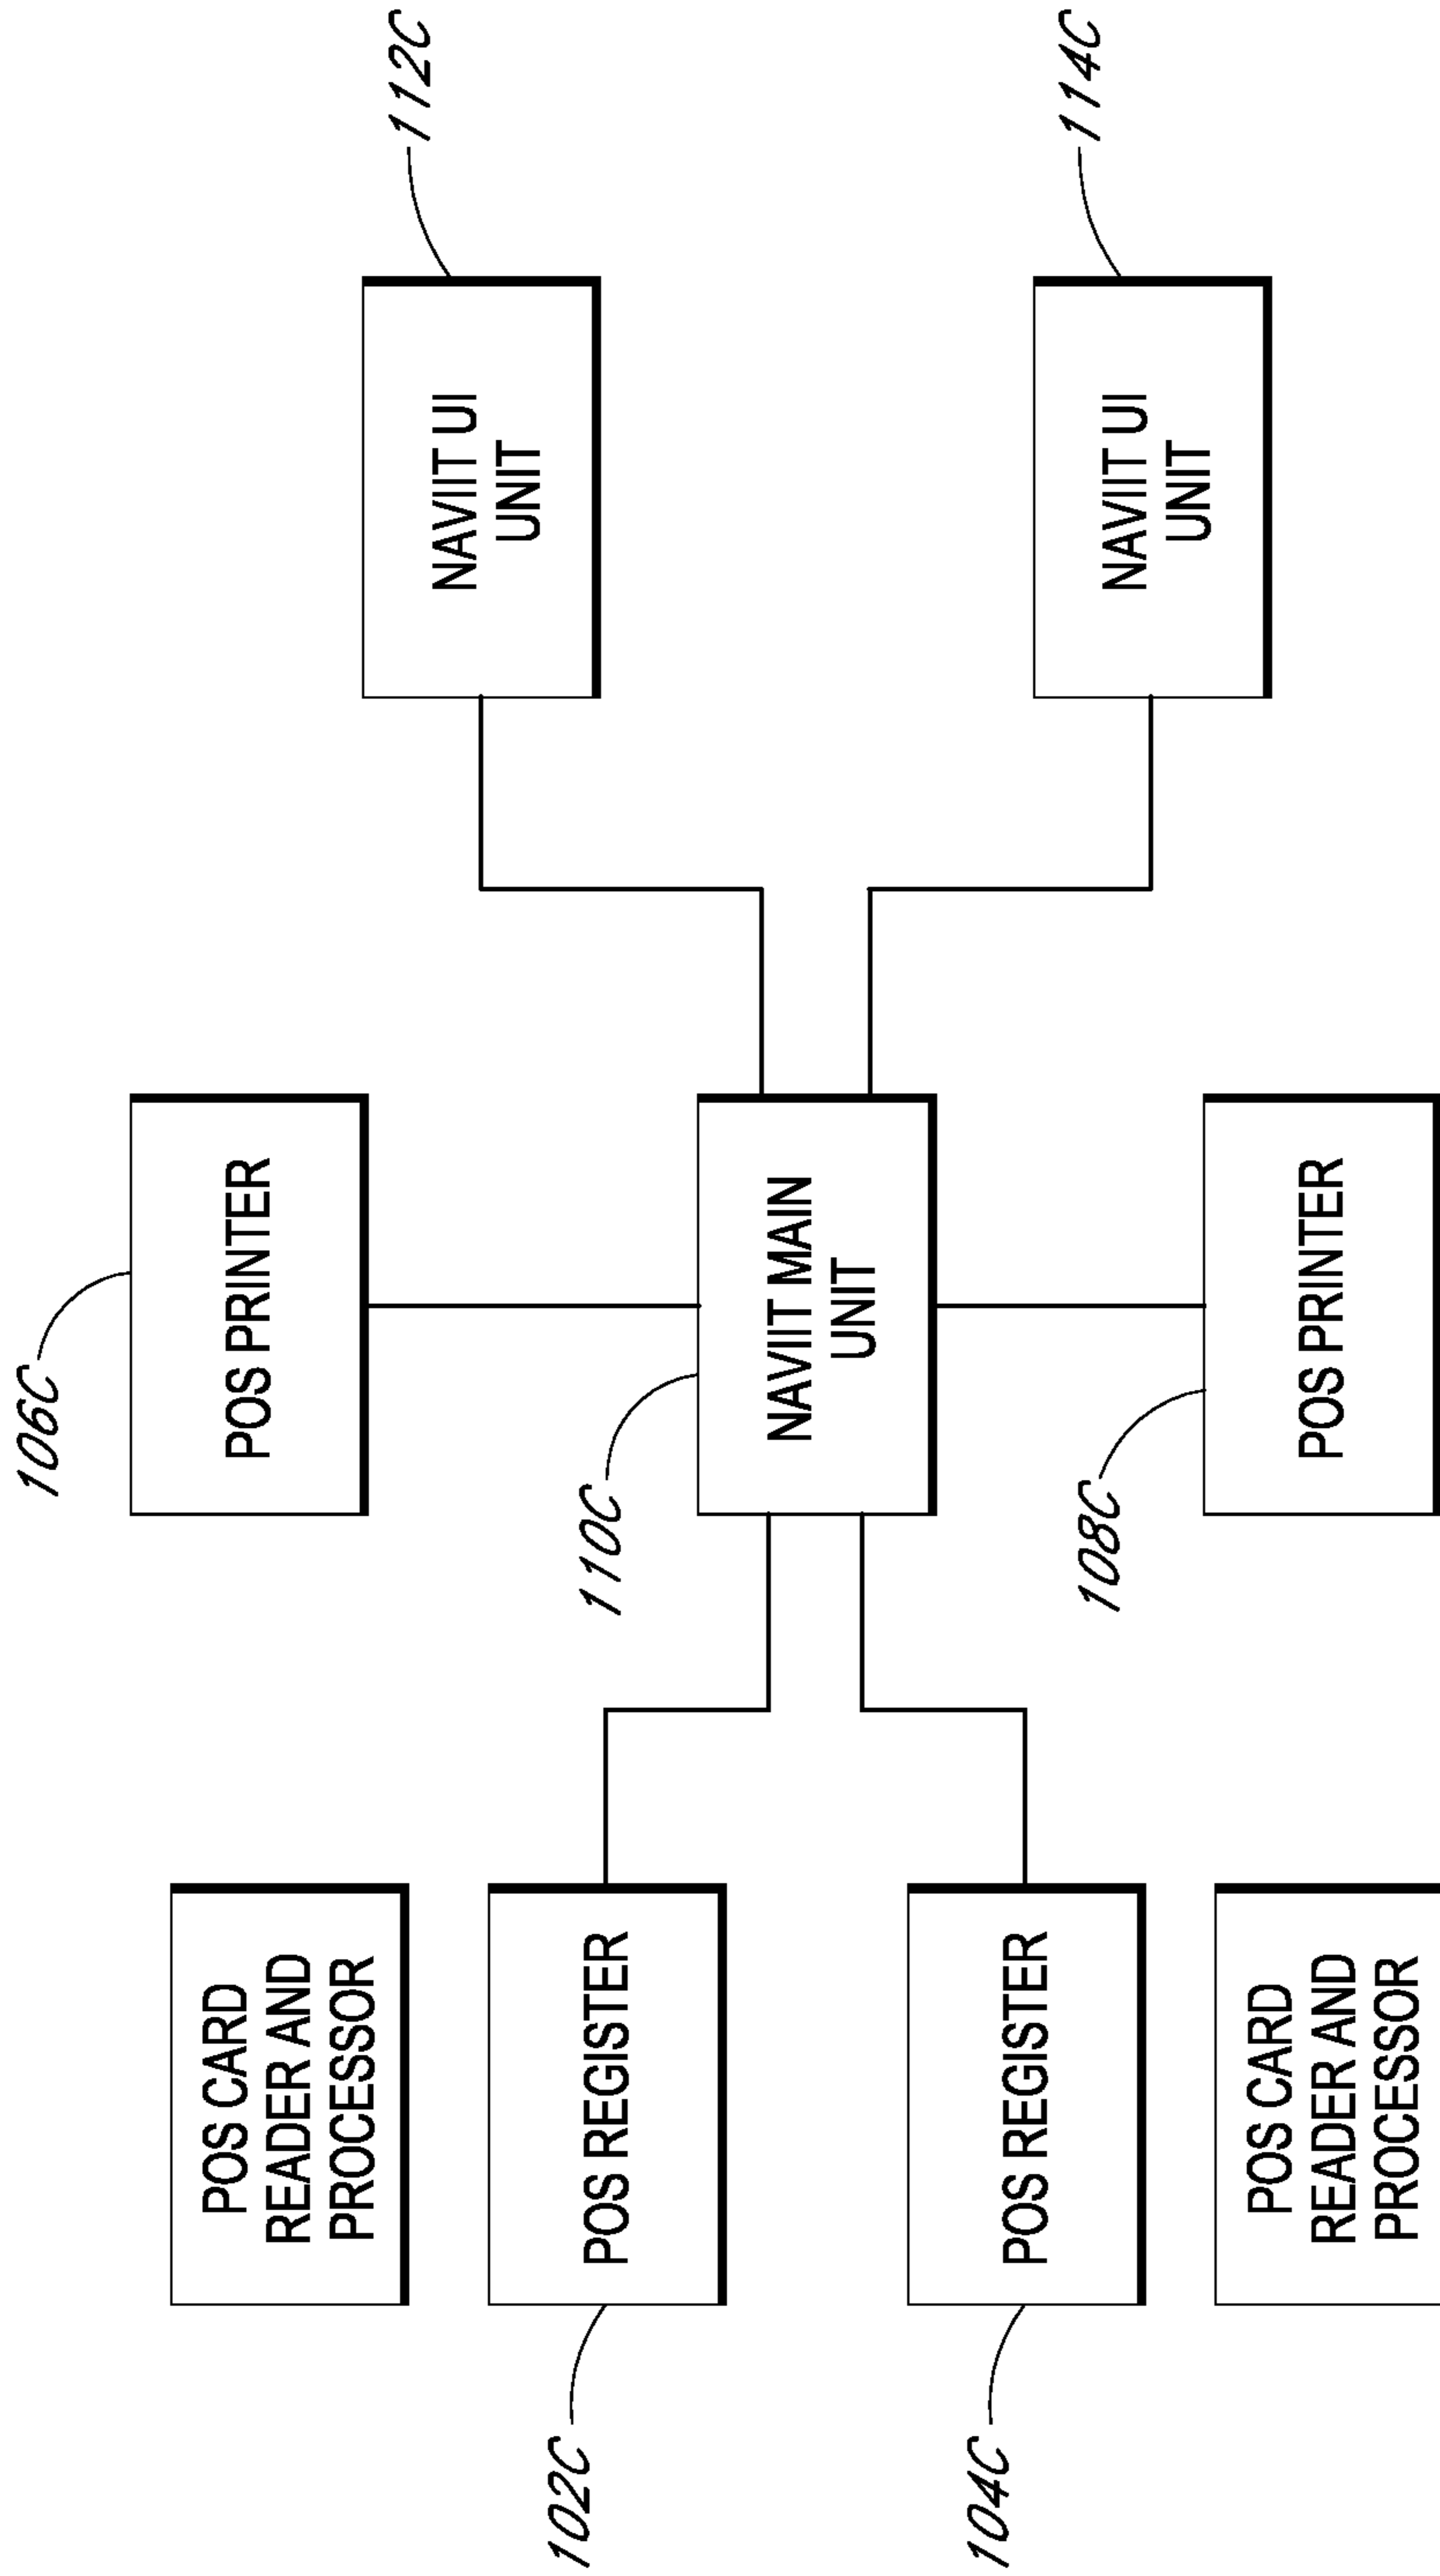 106C
POS CARD
READER AND
PROCESSOR
POS PRINTER
112C
NAVIIT UI
UNIT
102C
POS REGISTER
110C
NAVIIT MAIN
UNIT
104C
POS REGISTER
108C
114C
NAVIIT UI
UNIT
POS CARD
READER AND
PROCESSOR
POS PRINTER